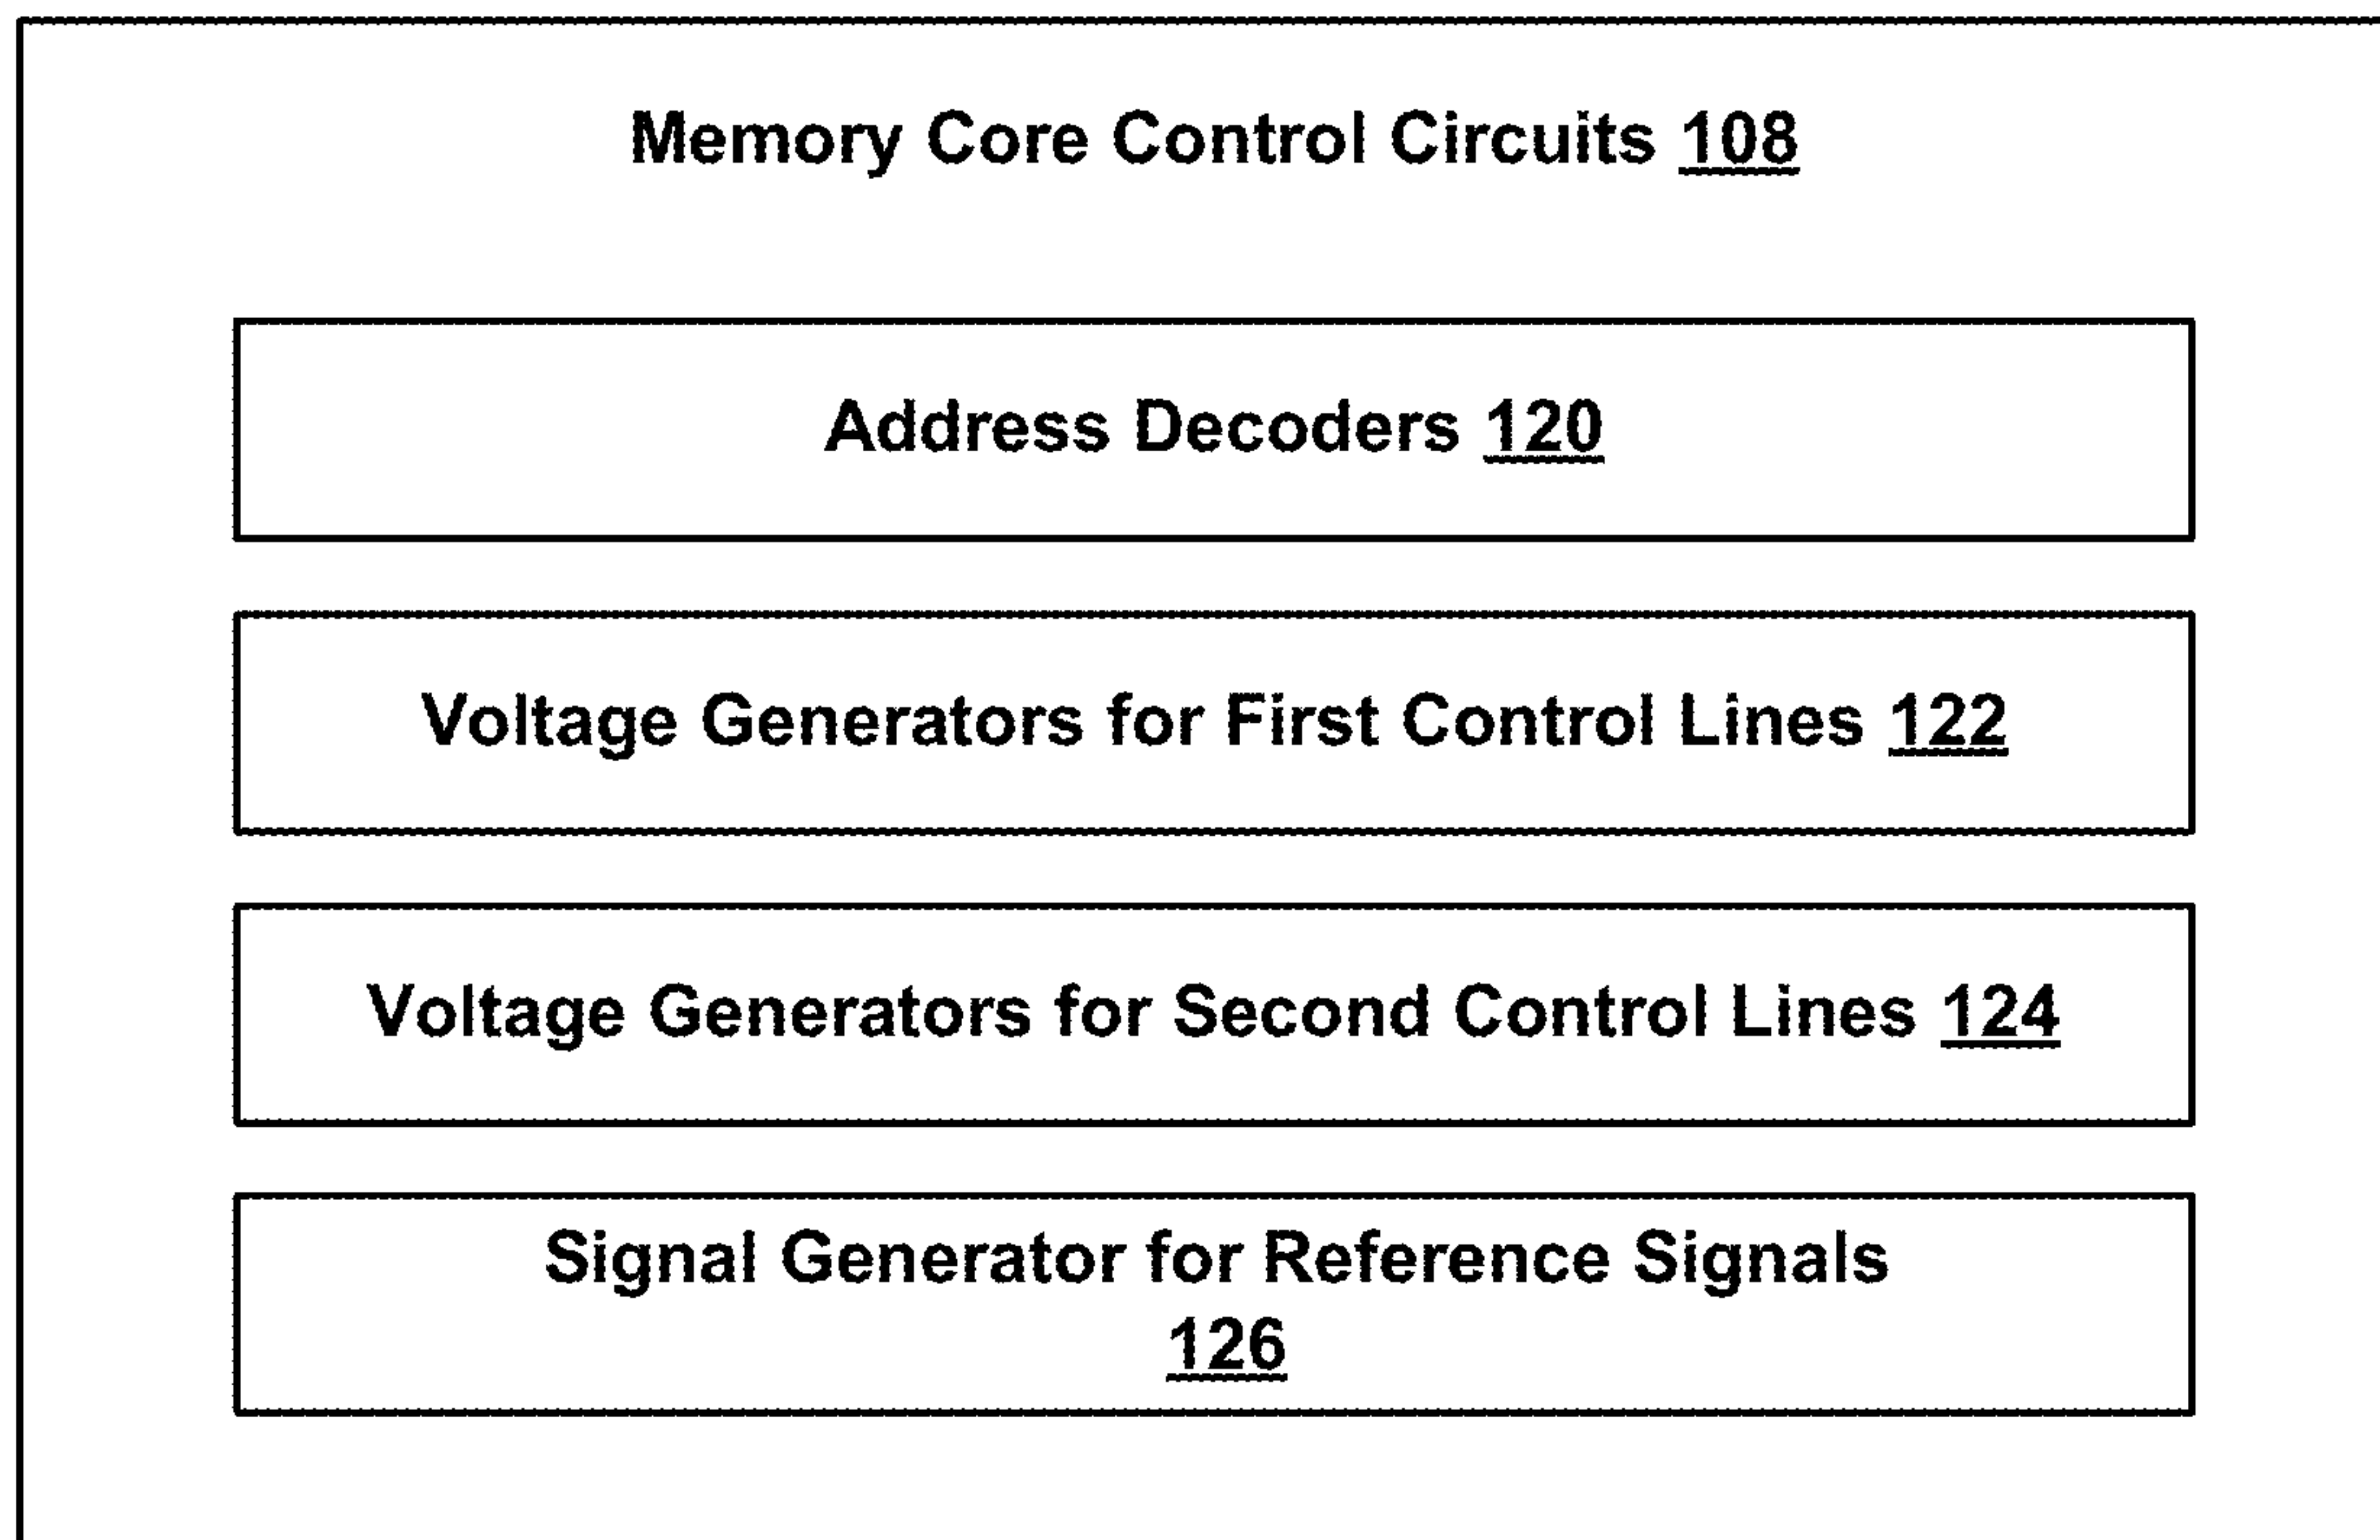 Memory Core Control Circuits 108
Address Decoders 120
Voltage Generators for First Control Lines 122
Voltage Generators for Second Control Lines 124
Signal Generator for Reference Signals
126